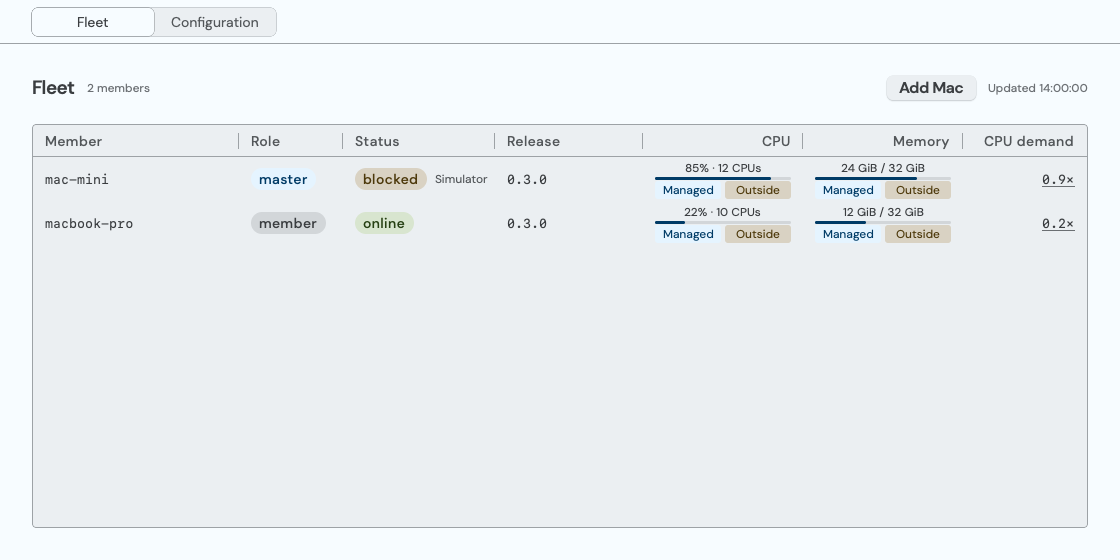 Fleet Configuration
Fleet 2 members Add Mac Updated 14:00:00
Member Role Status Release CPU Memory CPU demand
85% · 12 CPUs 24 GiB / 32 GiB
mac-mini master blocked Simulator 0.3.0 0.9×
Managed Outside Managed Outside
22% · 10 CPUs 12 GiB / 32 GiB
macbook-pro member online 0.3.0 0.2×
Managed Outside Managed Outside